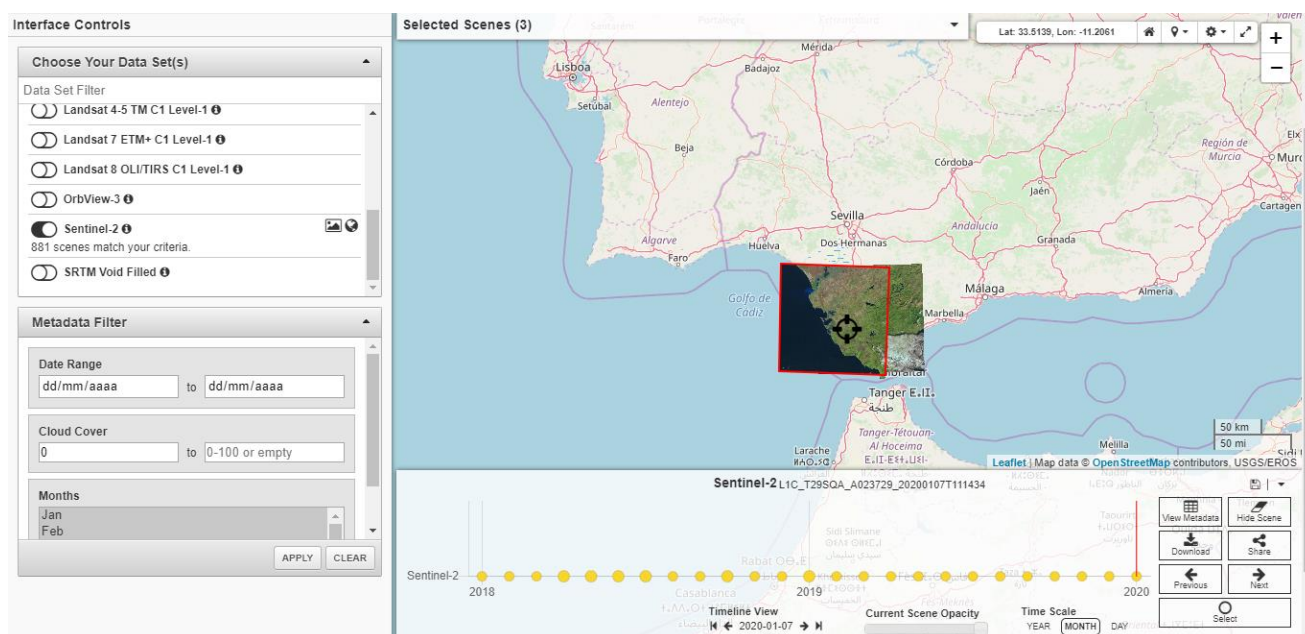 Interface Controls
Choose Your Data Set(s)
Data Set Filter
Landsat 4-5 TM C1 Level-1
Landsat 7 ETM+ C1 Level-1
Landsat 8 OLI/TIRS C1 Level-1
OrbView-3
Sentinel-2
881 scenes match your criteria.
SRTM Void Filled
Metadata Filter
Date Range
dd/mm/aaaa to dd/mm/aaaa
Cloud Cover
0 to 0-100 or empty
Months
Jan
Feb
APPLY CLEAR
Selected Scenes (3)
Lat: 33.5139, Lon: -11.2061
+
−
Mérida
Lisboa
Badajoz
Setúbal
Alentejo
Beja
Región de
Murcia
Córdoba
Jaén
Cartagen
Sevilla
Andalucia
Algarve
Huelva
Dos Hermanas
Granada
Faro
Málaga
Almería
Golfo de
Cádiz
Marbella
Gibraltar
Tanger
طنجة
Tanger-Tétouan-
Al Hoceima
Larache
Melilla
50 km
50 mi
Leaflet | Map data © OpenStreetMap contributors, USGS/EROS
Sentinel-2 L1C_T29SQA_A023729_20200107T111434
View Metadata
Hide Scene
Download
Share
Previous
Next
Select
Sidi Slimane
Casablanca
Sentinel-2
2018
2019
2020
Timeline View
2020-01-07
Current Scene Opacity
Time Scale
YEAR MONTH DAY